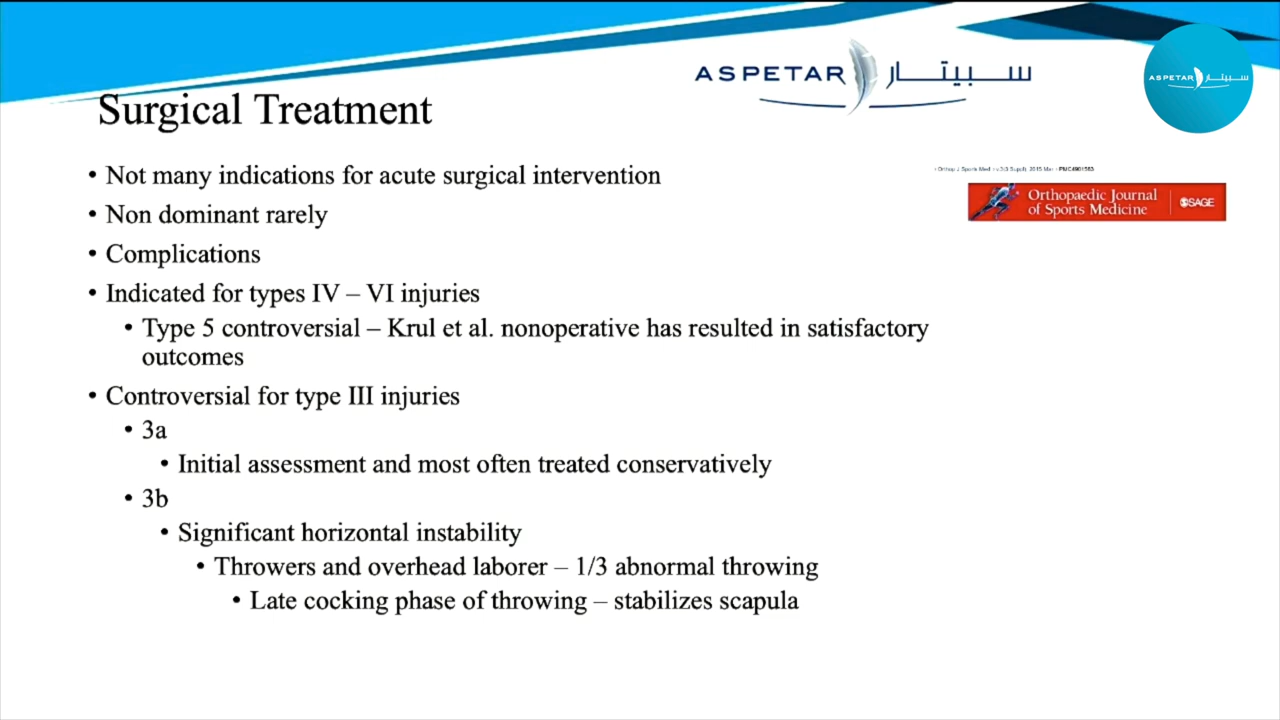 ASPETAR سبيتار
ASPETAR سبيتار
Surgical Treatment
• Not many indications for acute surgical intervention
Orthopaedic Journal
of Sports Medicine
SAGE
• Non dominant rarely
• Complications
• Indicated for types IV – VI injuries
• Type 5 controversial – Krul et al. nonoperative has resulted in satisfactory
outcomes
• Controversial for type III injuries
• 3a
• Initial assessment and most often treated conservatively
• 3b
• Significant horizontal instability
• Throwers and overhead laborer – 1/3 abnormal throwing
• Late cocking phase of throwing – stabilizes scapula